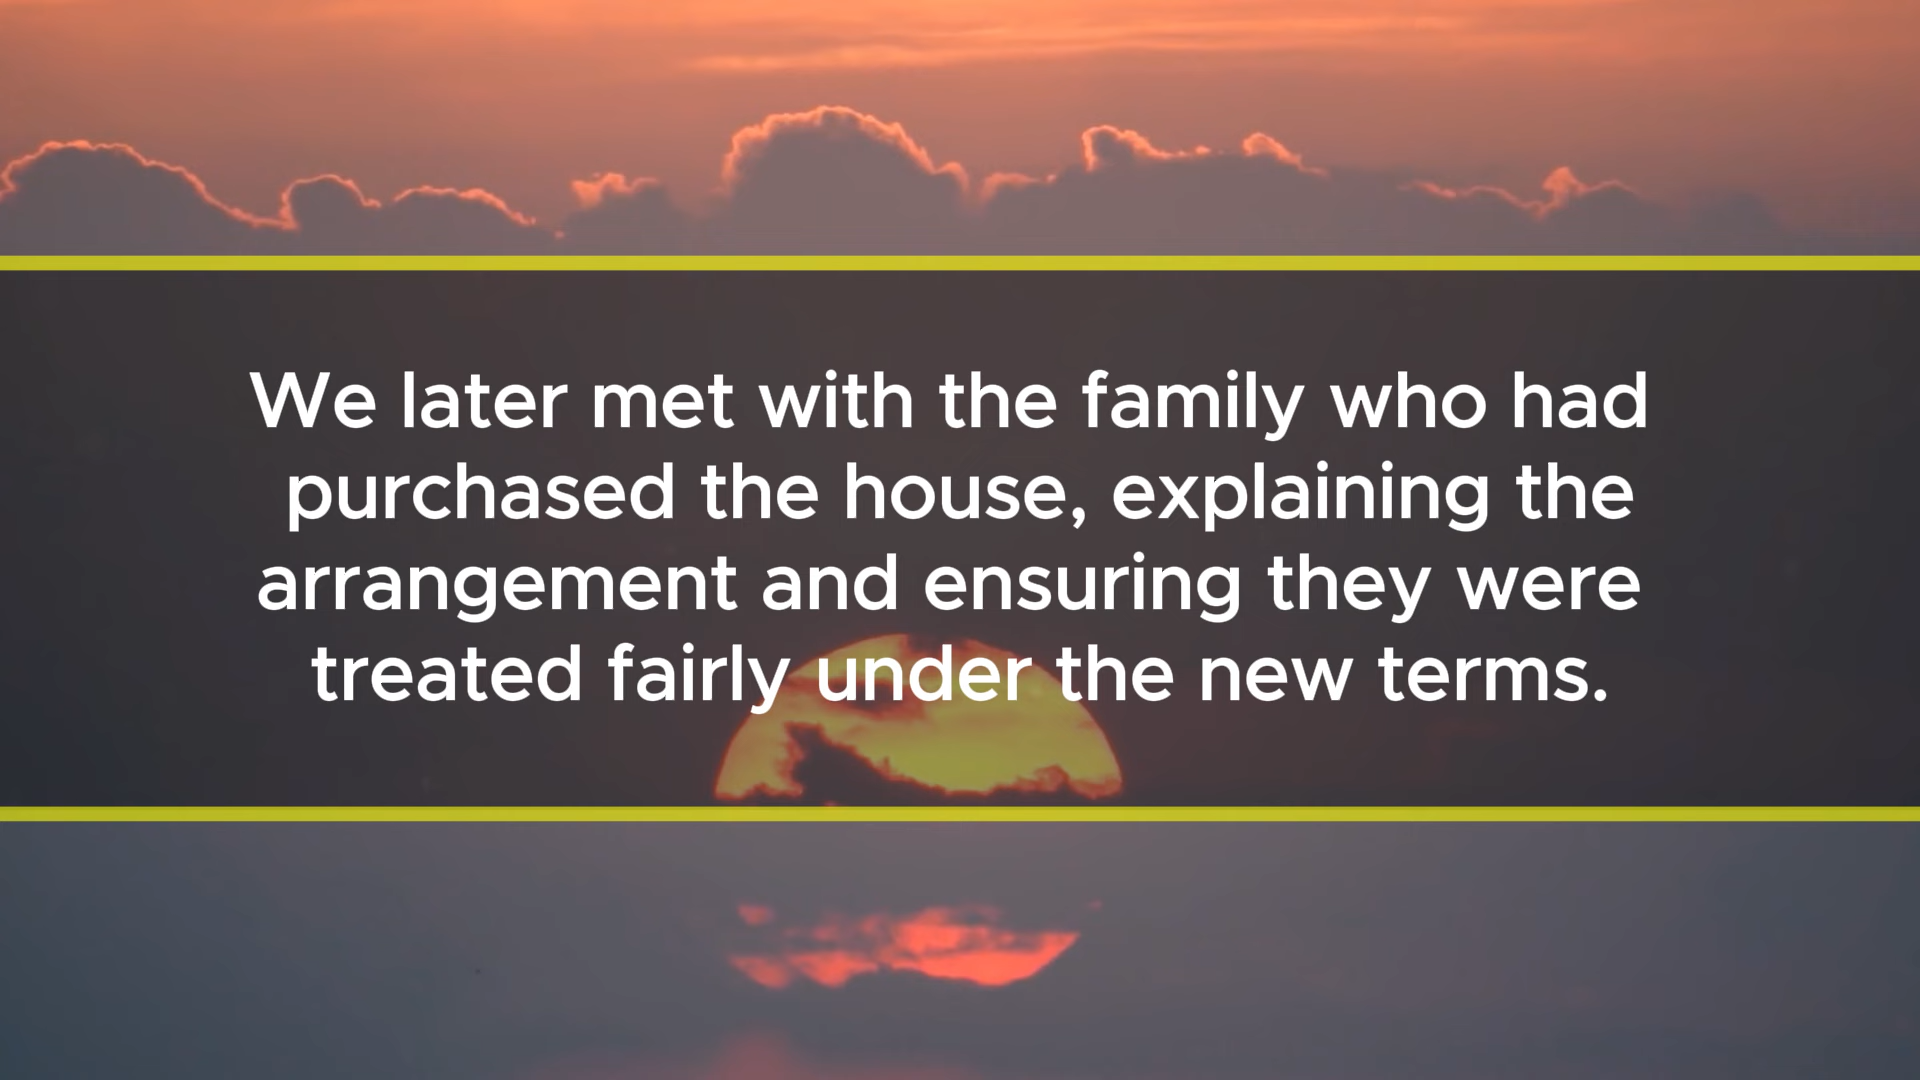 We later met with the family who had
purchased the house, explaining the
arrangement and ensuring they were
treated fairly under the new terms.